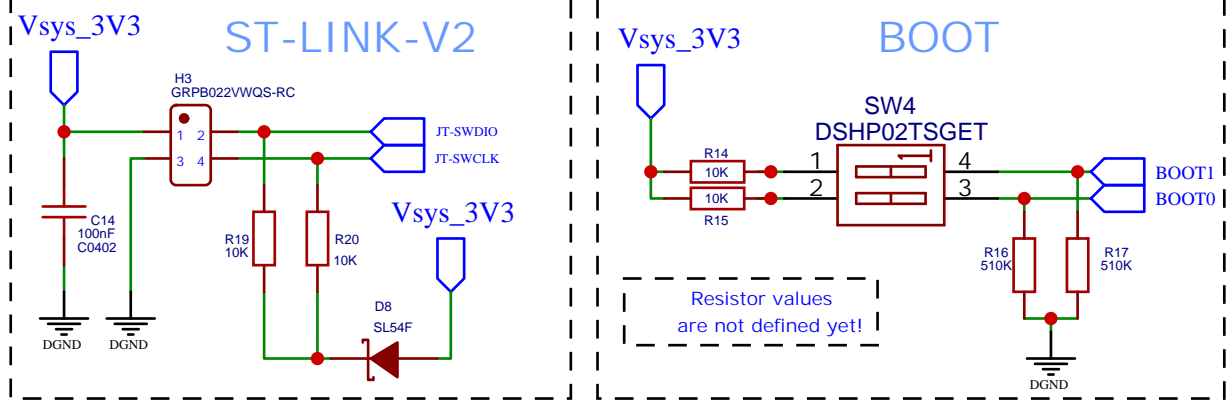 ST-LINK-V2
Vsys_3V3
H3
GRPB022VWQS-RC
1 2
3 4
JT-SWDIO
JT-SWCLK
C14
100nF
C0402
R19
10K
R20
10K
Vsys_3V3
D8
SL54F
DGND
DGND
BOOT
Vsys_3V3
SW4
DSHP02TSGET
R14
10K
10K
R15
1
2
4
3
BOOT1
BOOT0
R16
510K
R17
510K
Resistor values
are not defined yet!
DGND